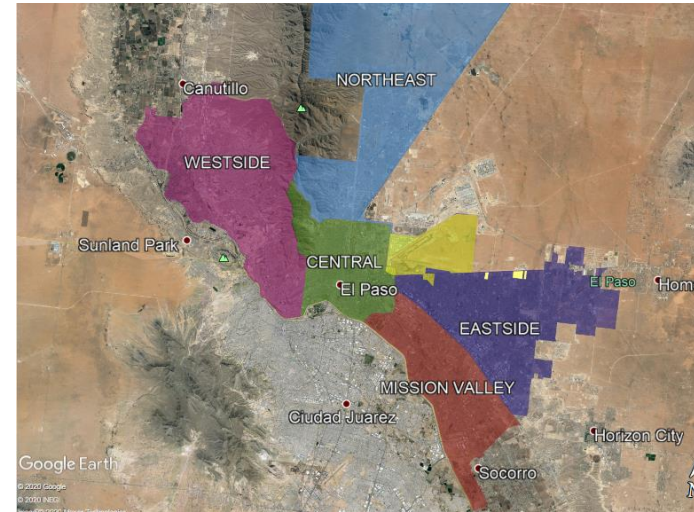 NORTHEAST
Canutillo
WESTSIDE
Sunland Park
CENTRAL
El Paso
El Paso
Hom
EASTSIDE
MISSION VALLEY
Ciudad Juarez
Horizon City
Socorro
Google Earth
© 2020 Google
© 2020 INEGI
N